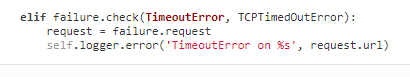 elif failure.check(TimeoutError, TCPTimedOutError):
    request = failure.request
    self.logger.error('TimeoutError on %s', request.url)